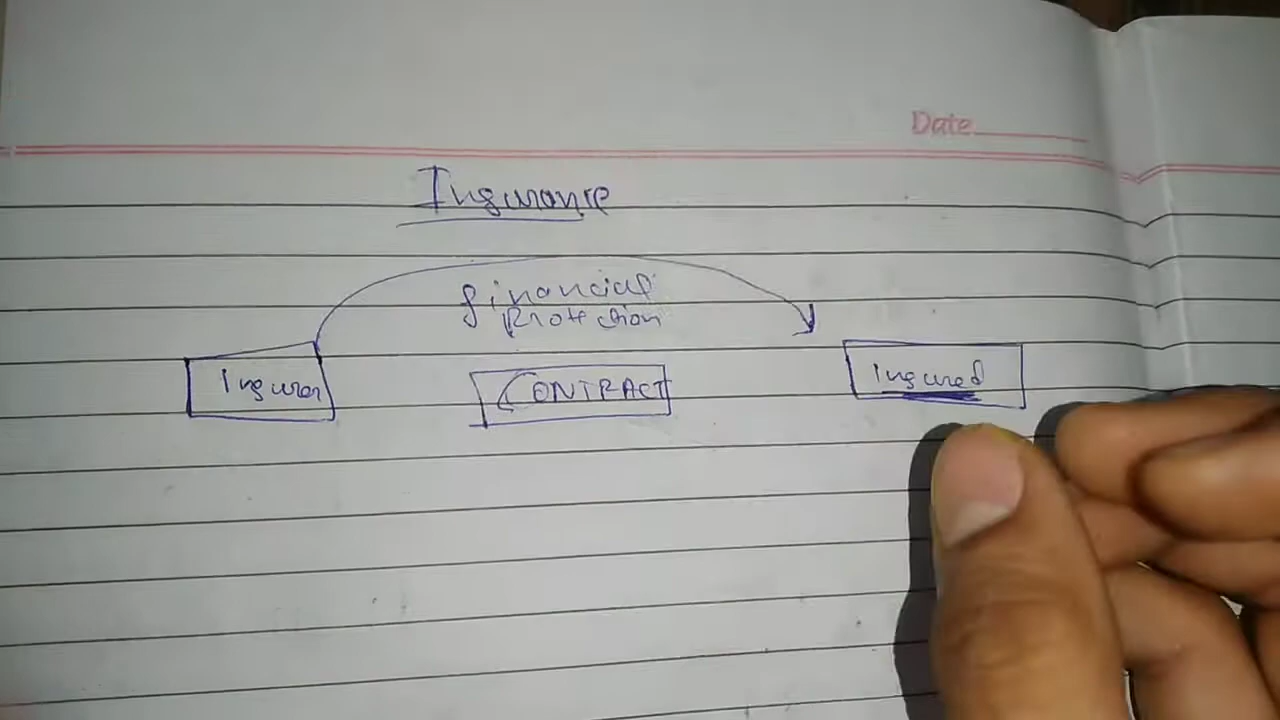 Date
Insurance
financial
Protection
Insurer
CONTRACT
Insured